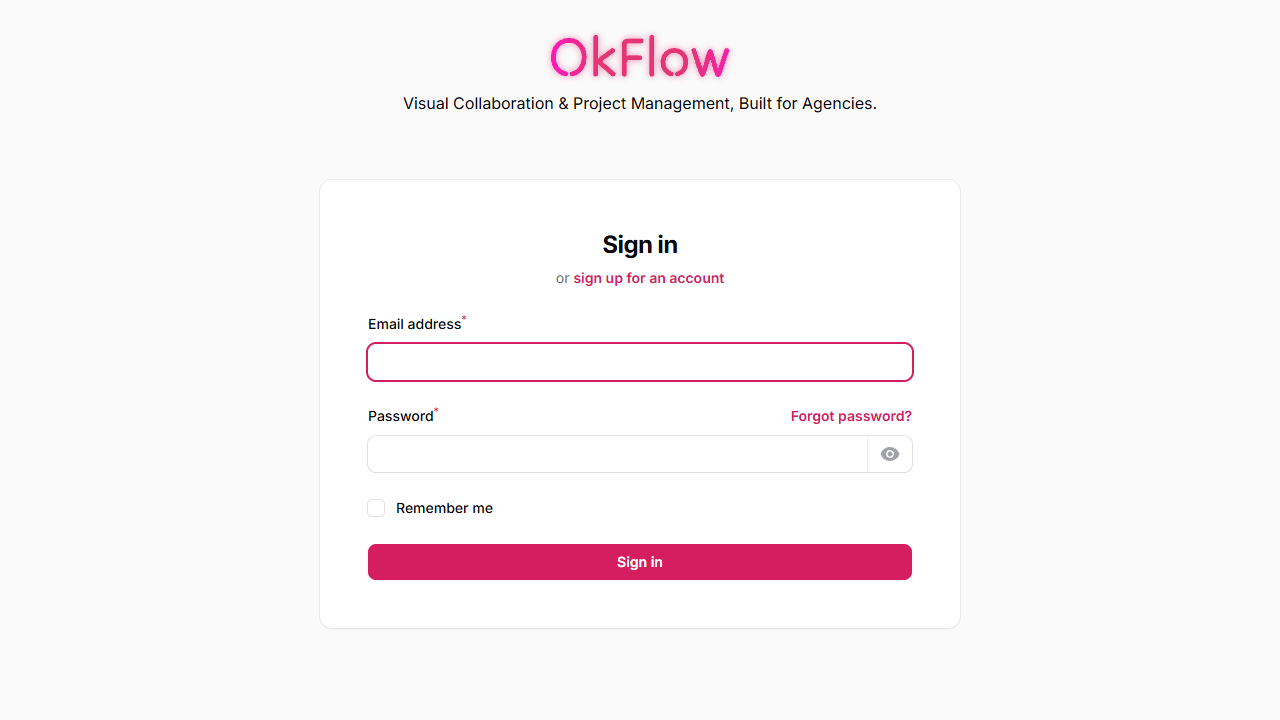 OkFlow
Visual Collaboration & Project Management, Built for Agencies.
Sign in
or sign up for an account
Email address*
Password*
Forgot password?
Remember me
Sign in